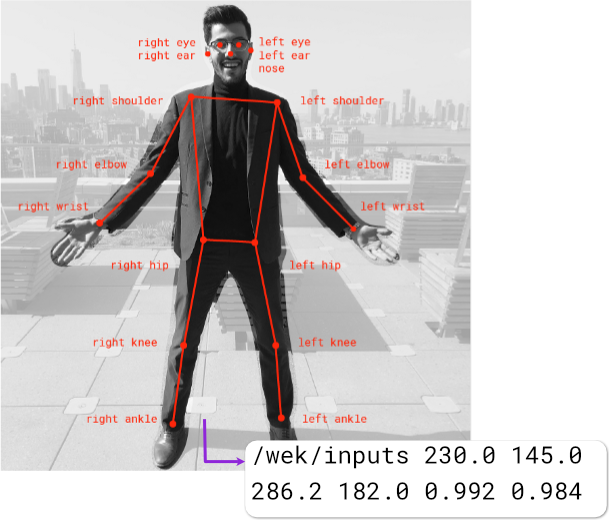 right eye left eye
right ear left ear
nose
right shoulder left shoulder
right elbow left elbow
right wrist left wrist
right hip left hip
right knee left knee
right ankle left ankle
/wek/inputs 230.0 145.0
286.2 182.0 0.992 0.984